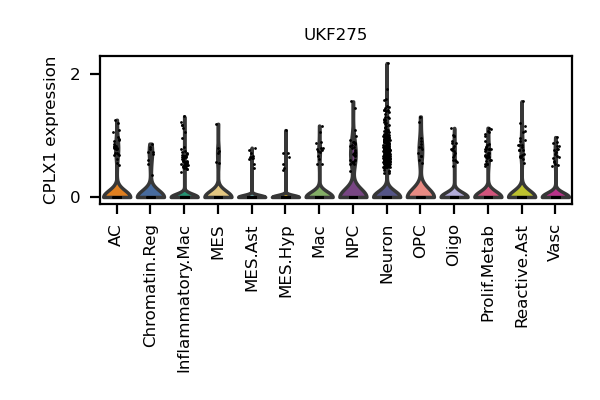 UKF275
CPLX1 expression
2
0
AC
Chromatin.Reg
Inflammatory.Mac
MES
MES.Ast
MES.Hyp
Mac
NPC
Neuron
OPC
Oligo
Prolif.Metab
Reactive.Ast
Vasc